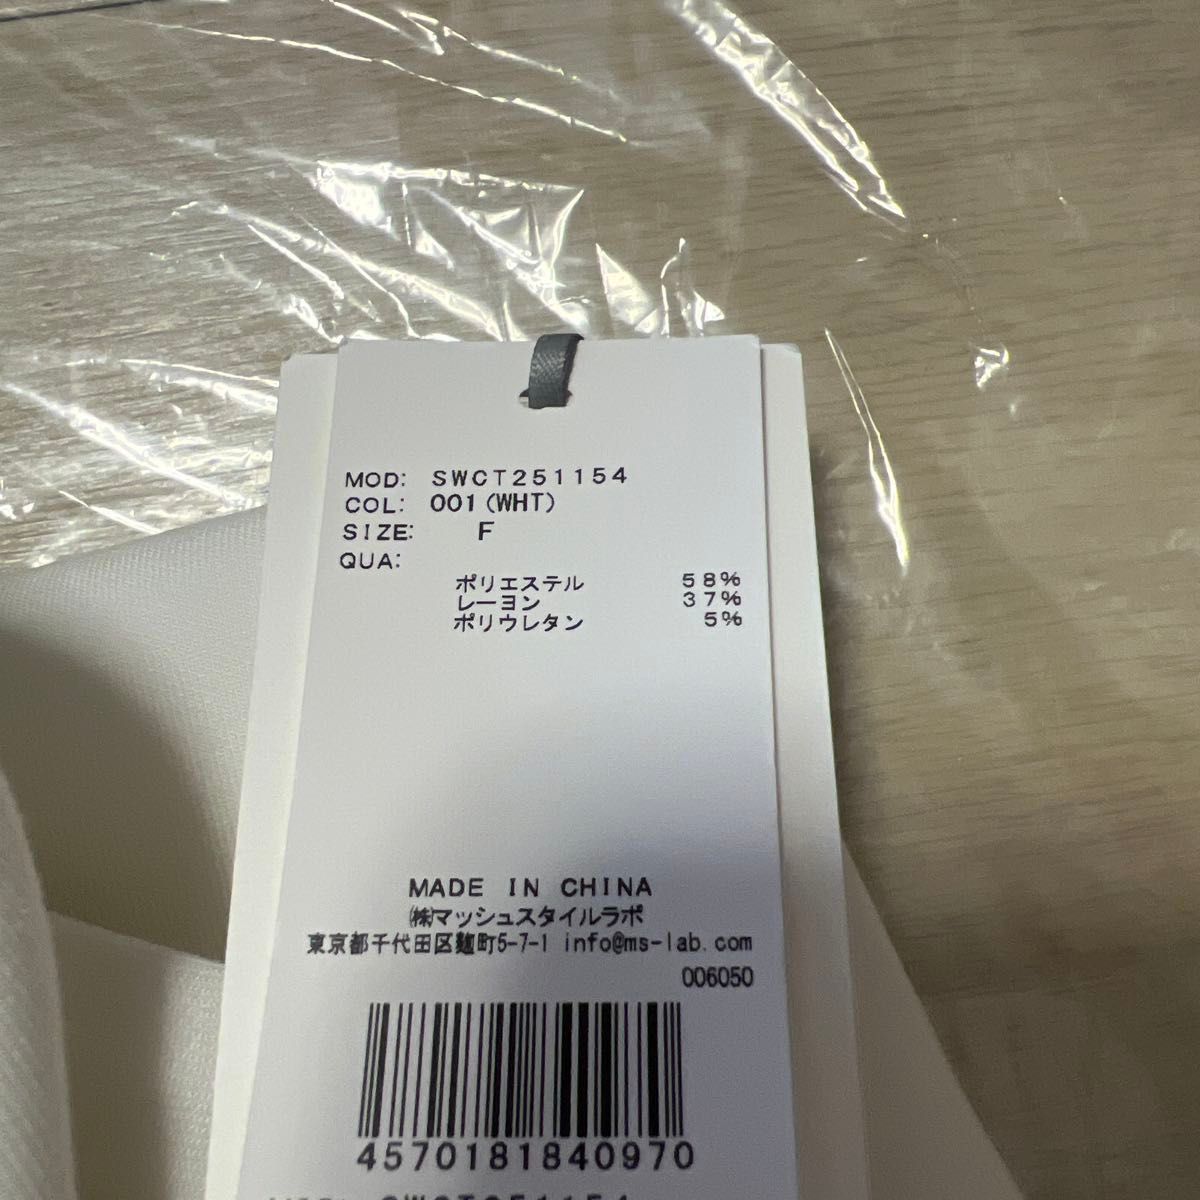 MOD: SWCT251154
COL: 001(WHT)
SIZE: F
QUA:
ポリエステル 58%
レーヨン 37%
ポリウレタン 5%
MADE IN CHINA
㈱マッシュスタイルラボ
東京都千代田区麹町5-7-1 info@ms-lab.com
006050
4570181840970
MOD: SWCT251154